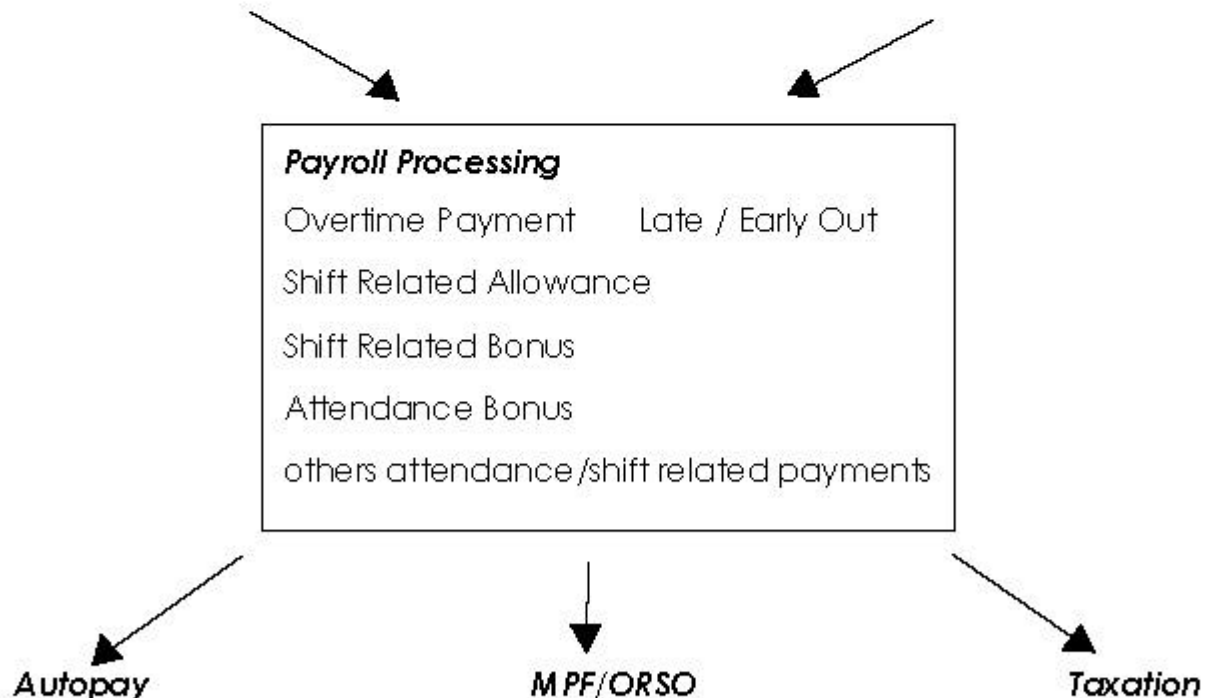 Payroll Processing
Overtime Payment Late / Early Out
Shift Related Allowance
Shift Related Bonus
Attendance Bonus
others attendance/shift related payments
Autopay MPF/ORSO Taxation